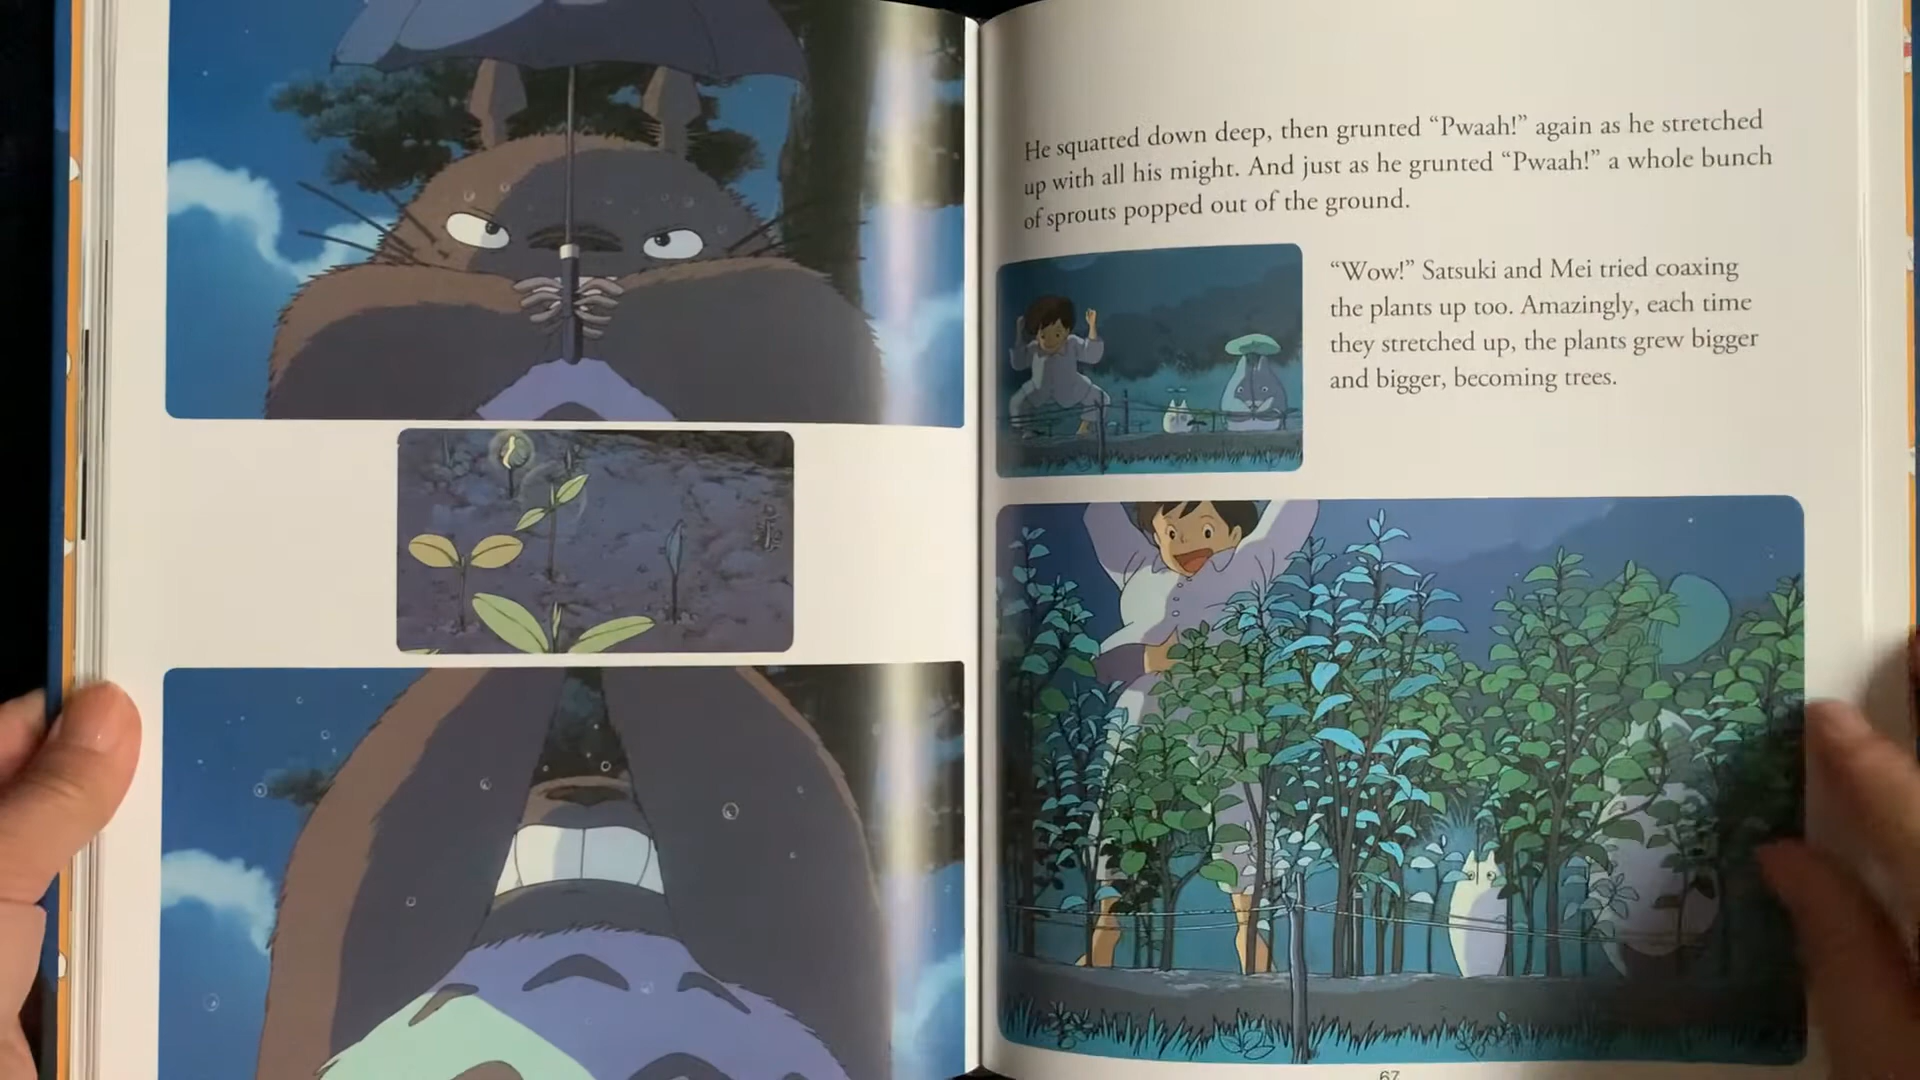 He squatted down deep, then grunted “Pwaah!” again as he stretched
up with all his might. And just as he grunted “Pwaah!” a whole bunch
of sprouts popped out of the ground.
“Wow!” Satsuki and Mei tried coaxing
the plants up too. Amazingly, each time
they stretched up, the plants grew bigger
and bigger, becoming trees.
67